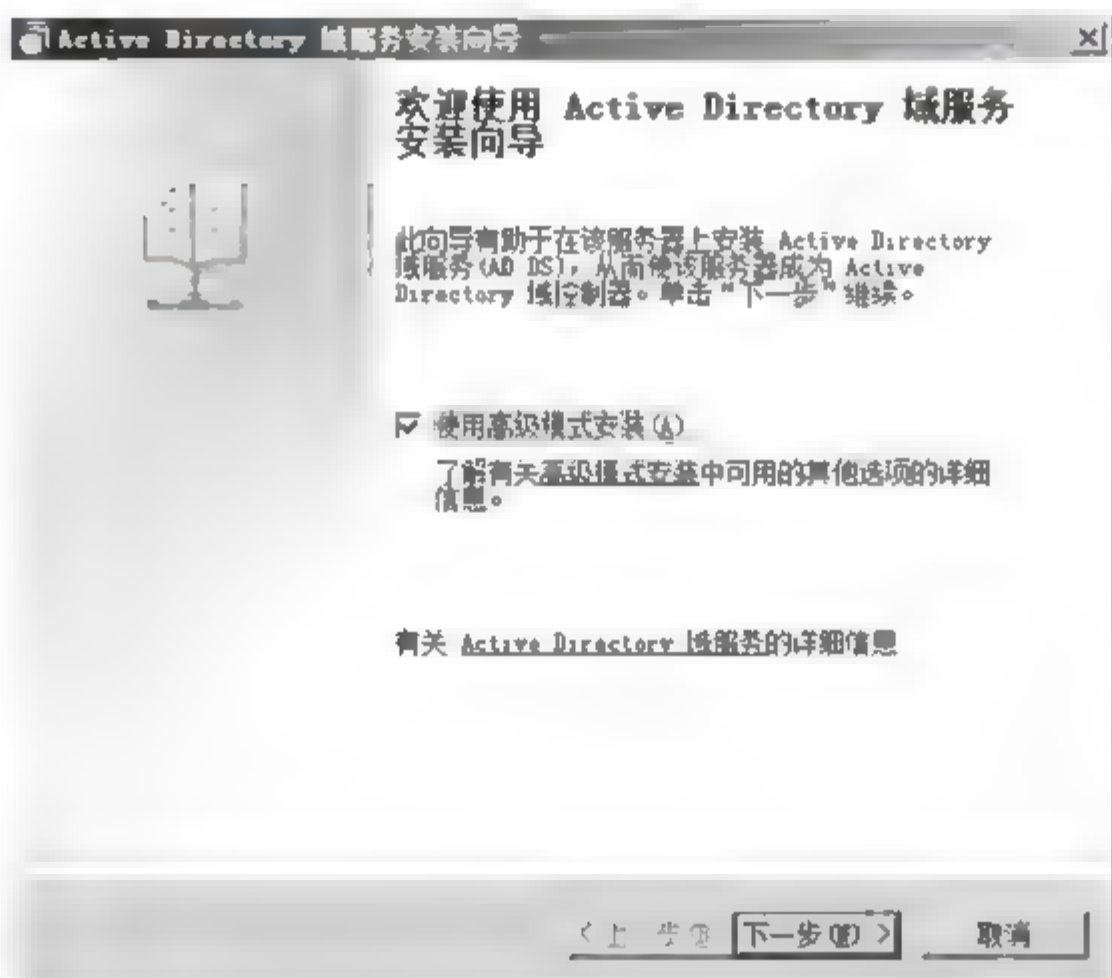 Active Directory 域服务安装向导
欢迎使用 Active Directory 域服务
安装向导
此向导有助于在该服务器上安装 Active Directory
域服务(AD DS)，从而使该服务器成为 Active
Directory 域控制器。单击“下一步”继续。
使用高级模式安装(A)
了解有关高级模式安装中可用的其他选项的详细
信息。
有关 Active Directory 域服务的详细信息
<上一步(B) 下一步(N)> 取消